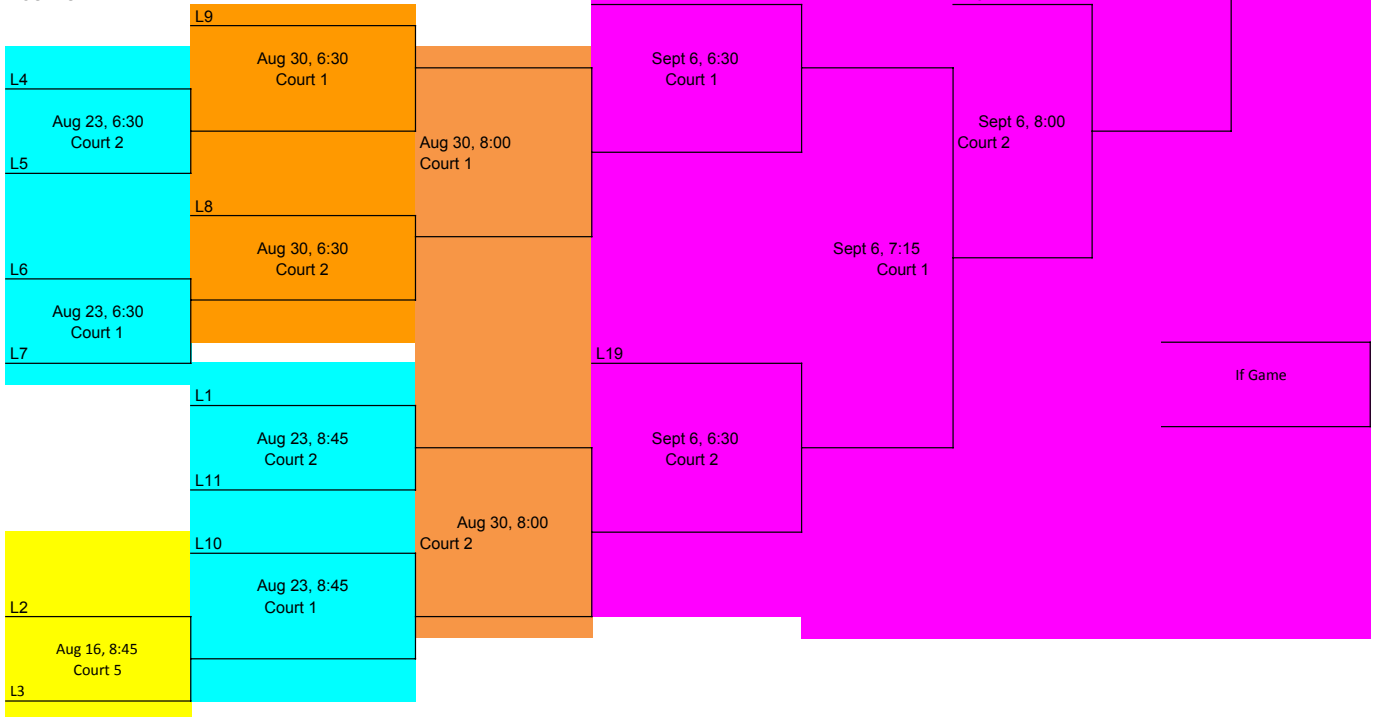 L9
Aug 30, 6:30
Court 1
L4
Aug 23, 6:30
Court 2
L5
L8
Aug 30, 6:30
Court 2
L6
Aug 23, 6:30
Court 1
L7
L1
Aug 23, 8:45
Court 2
L11
L10
Aug 23, 8:45
Court 1
L2
Aug 16, 8:45
Court 5
L3
Aug 30, 8:00
Court 1
Aug 30, 8:00
Court 2
Sept 6, 6:30
Court 1
L19
Sept 6, 6:30
Court 2
Sept 6, 7:15
Court 1
Sept 6, 8:00
Court 2
If Game